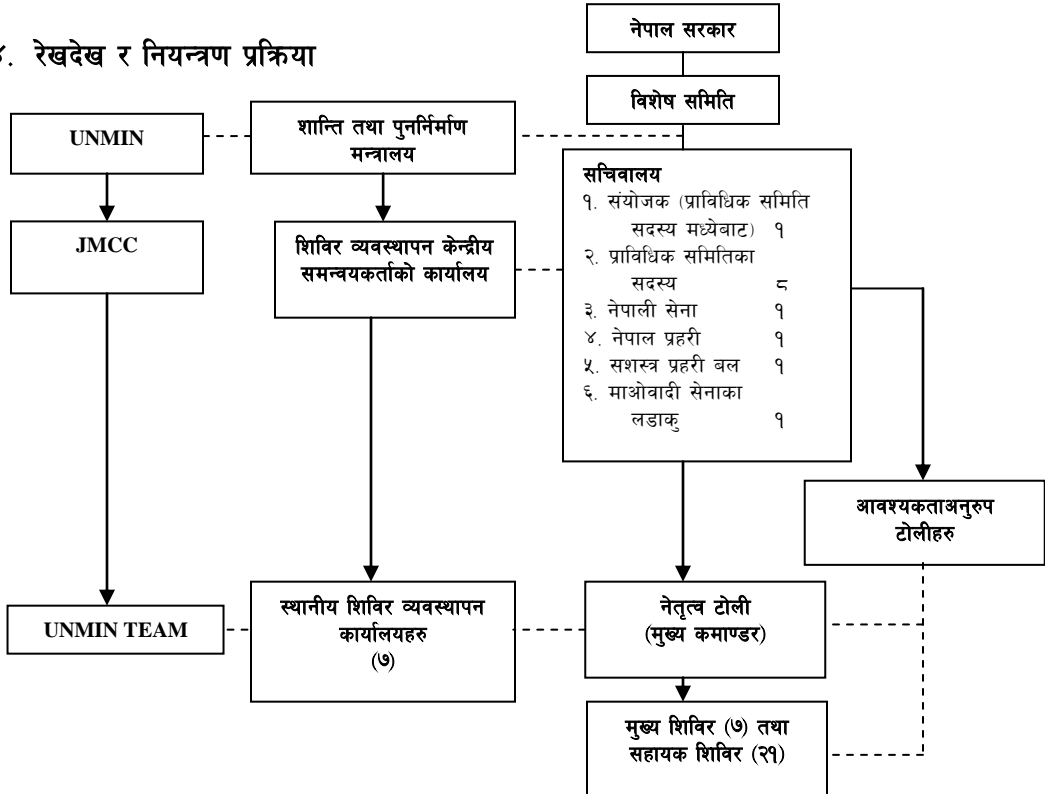 ४. रेखदेख र नियन्त्रण प्रक्रिया
नेपाल सरकार
विशेष समिति
UNMIN
शान्ति तथा पुनर्निर्माण
मन्त्रालय
सचिवालय
१. संयोजक (प्राविधिक समिति
सदस्य मध्येबाट) १
२. प्राविधिक समितिका
सदस्य ८
३. नेपाली सेना १
४. नेपाल प्रहरी १
५. सशस्त्र प्रहरी बल १
६. माओवादी सेनाका
लडाकु १
JMCC
शिविर व्यवस्थापन केन्द्रीय
समन्वयकर्ताको कार्यालय
आवश्यकताअनुरुप
टोलीहरु
UNMIN TEAM
स्थानीय शिविर व्यवस्थापन
कार्यालयहरु
(७)
नेतृत्व टोली
(मुख्य कमाण्डर)
मुख्य शिविर (७) तथा
सहायक शिविर (२१)